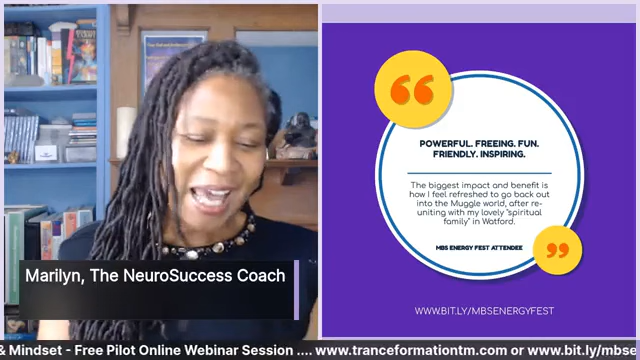 POWERFUL. FREEING. FUN.
FRIENDLY. INSPIRING.
The biggest impact and benefit is
how I feel refreshed to go back out
into the Muggle world, after re-
uniting with my lovely "spiritual
family" in Watford.
MBS ENERGY FEST ATTENDEE
WWW.BIT.LY/MBSENERGYFEST
Marilyn, The NeuroSuccess Coach
& Mindset - Free Pilot Online Webinar Session .... www.tranceformationtm.com or www.bit.ly/mbse